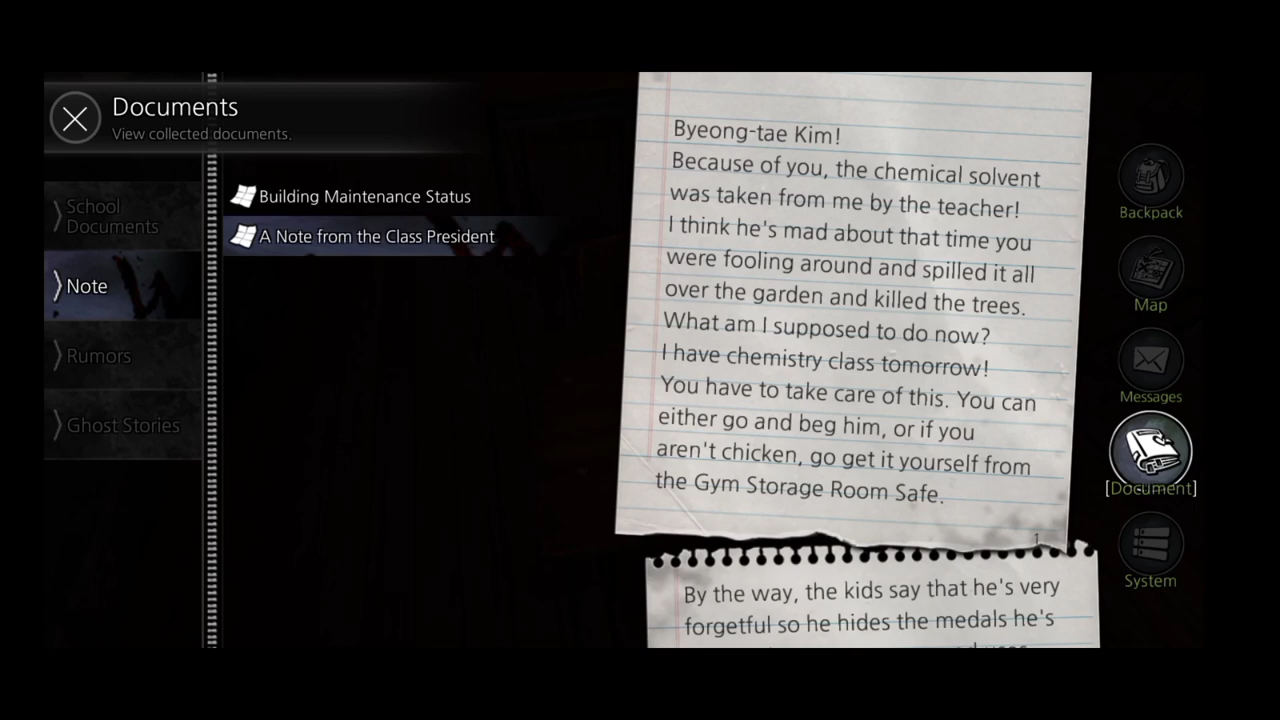 Documents
View collected documents.
School
Documents
Note
Rumors
Ghost Stories
Building Maintenance Status
A Note from the Class President
Byeong-tae Kim!
Because of you, the chemical solvent
was taken from me by the teacher!
I think he's mad about that time you
were fooling around and spilled it all
over the garden and killed the trees.
What am I supposed to do now?
I have chemistry class tomorrow!
You have to take care of this. You can
either go and beg him, or if you
aren't chicken, go get it yourself from
the Gym Storage Room Safe.
1
By the way, the kids say that he's very
forgetful so he hides the medals he's
Backpack
Map
Messages
[Document]
System